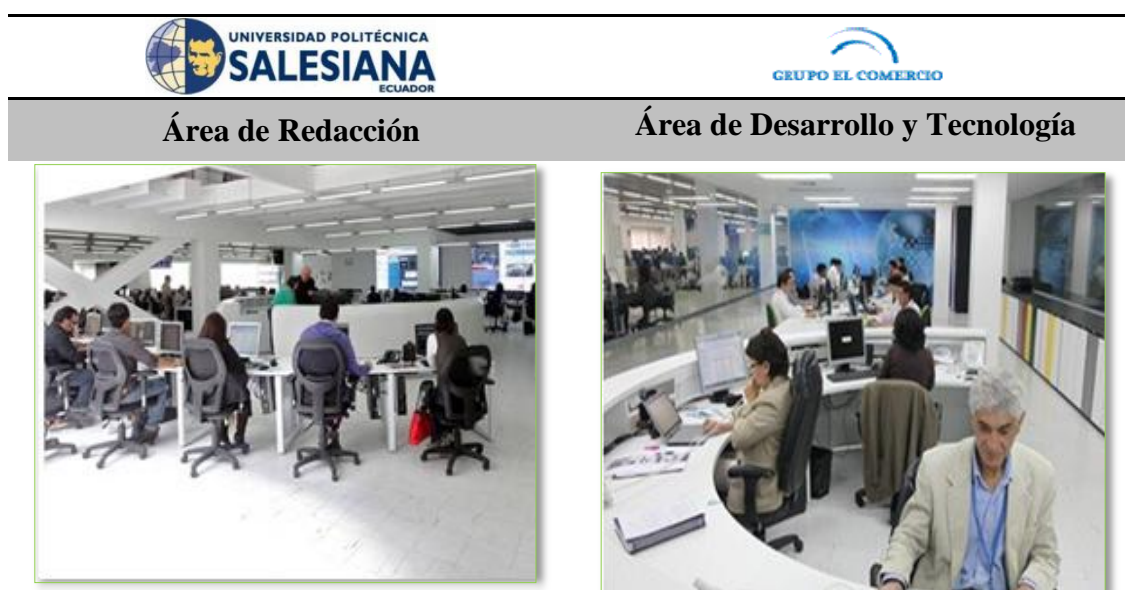 UNIVERSIDAD POLITÉCNICA
SALESIANA
ECUADOR
GRUPO EL COMERCIO
Área de Redacción
Área de Desarrollo y Tecnología